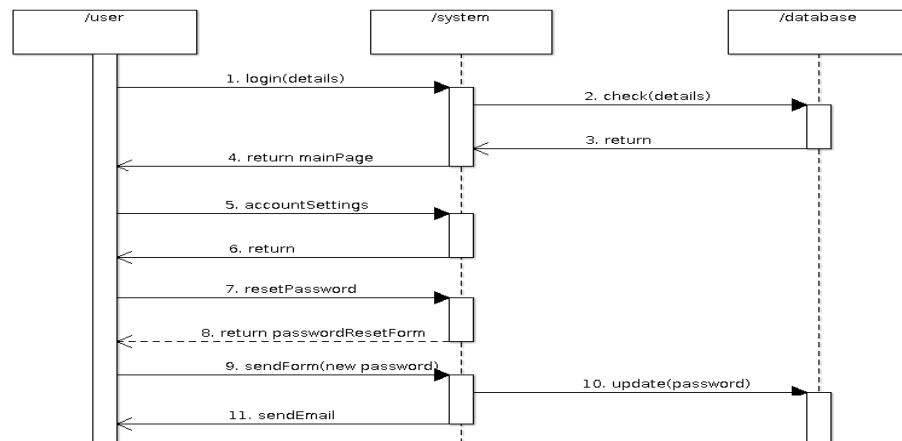 /user
/system
/database
1. login(details)
2. check(details)
3. return
4. return mainPage
5. accountSettings
6. return
7. resetPassword
8. return passwordResetForm
9. sendForm(new password)
10. update(password)
11. sendEmail